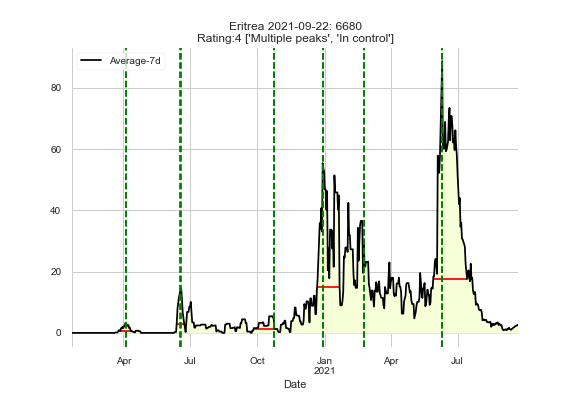 Eritrea 2021-09-22: 6680
Rating:4 ['Multiple peaks', 'In control']
Average-7d
80
60
40
20
0
Apr
Jul
Oct
Jan
2021
Apr
Jul
Date